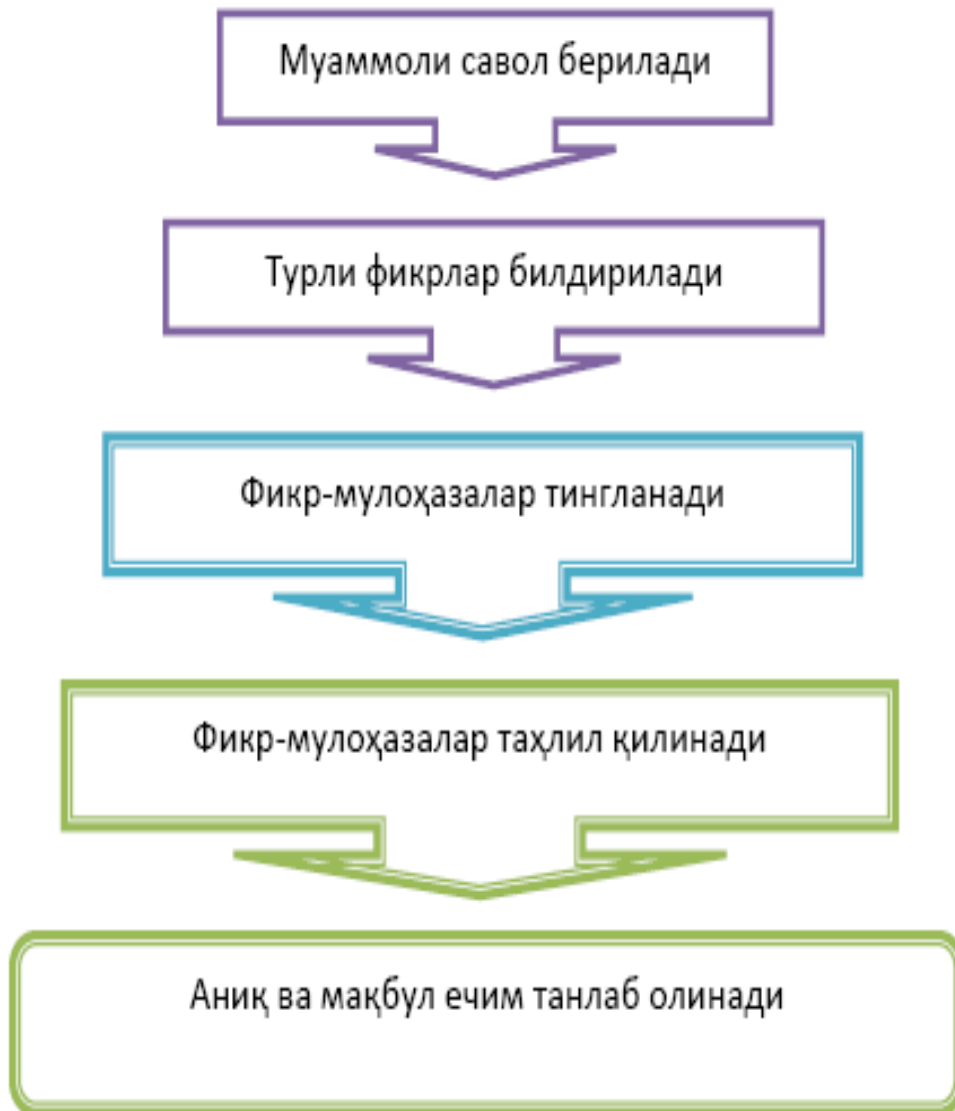 Муаммоли савол берилади
Турли фикрлар билдирилади
Фикр-мулоҳазалар тингланади
Фикр-мулоҳазалар таҳлил қилинади
Аниқ ва мақбул ечим танлаб олинади